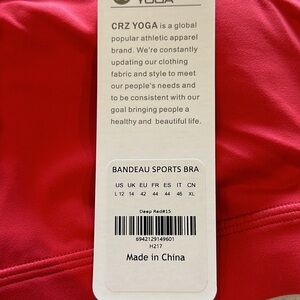 YOGA
CRZ YOGA is a global
popular athletic apparel
brand. We're constantly
updating our clothing
fabric and style to meet
our people's needs and
to be consistent with our
goal bringing people a
healthy and beautiful life.
BANDEAU SPORTS BRA
US UK EU FR ES IT CN
L 12 14 42 44 44 46 XL
Deep Red#15
6942129149601
H217
Made in China